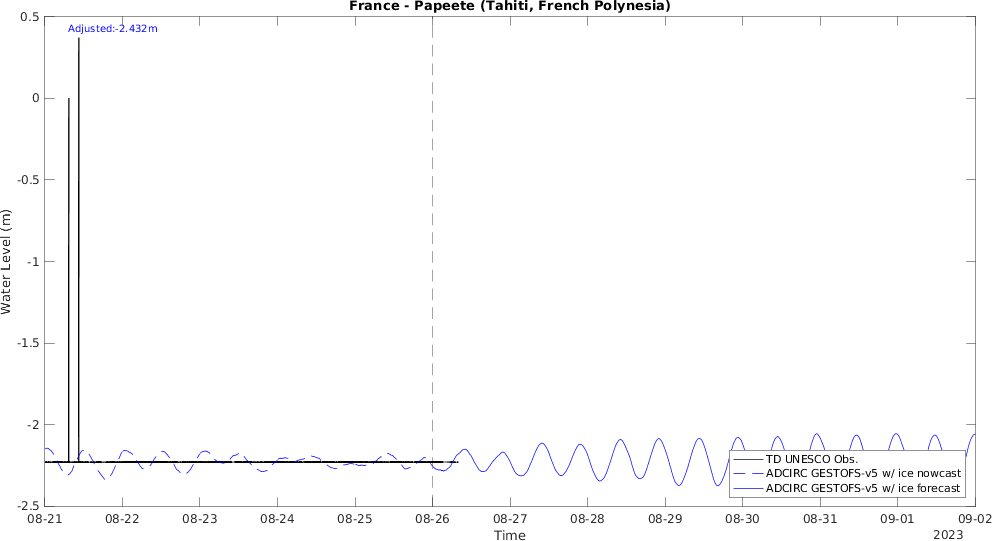 France - Papeete (Tahiti, French Polynesia)
Adjusted:-2.432m
0.5
0
-0.5
-1
-1.5
-2
-2.5
Water Level (m)
TD UNESCO Obs.
ADCIRC GESTOFS-v5 w/ ice nowcast
ADCIRC GESTOFS-v5 w/ ice forecast
08-21 08-22 08-23 08-24 08-25 08-26 08-27 08-28 08-29 08-30 08-31 09-01 09-02
Time
2023